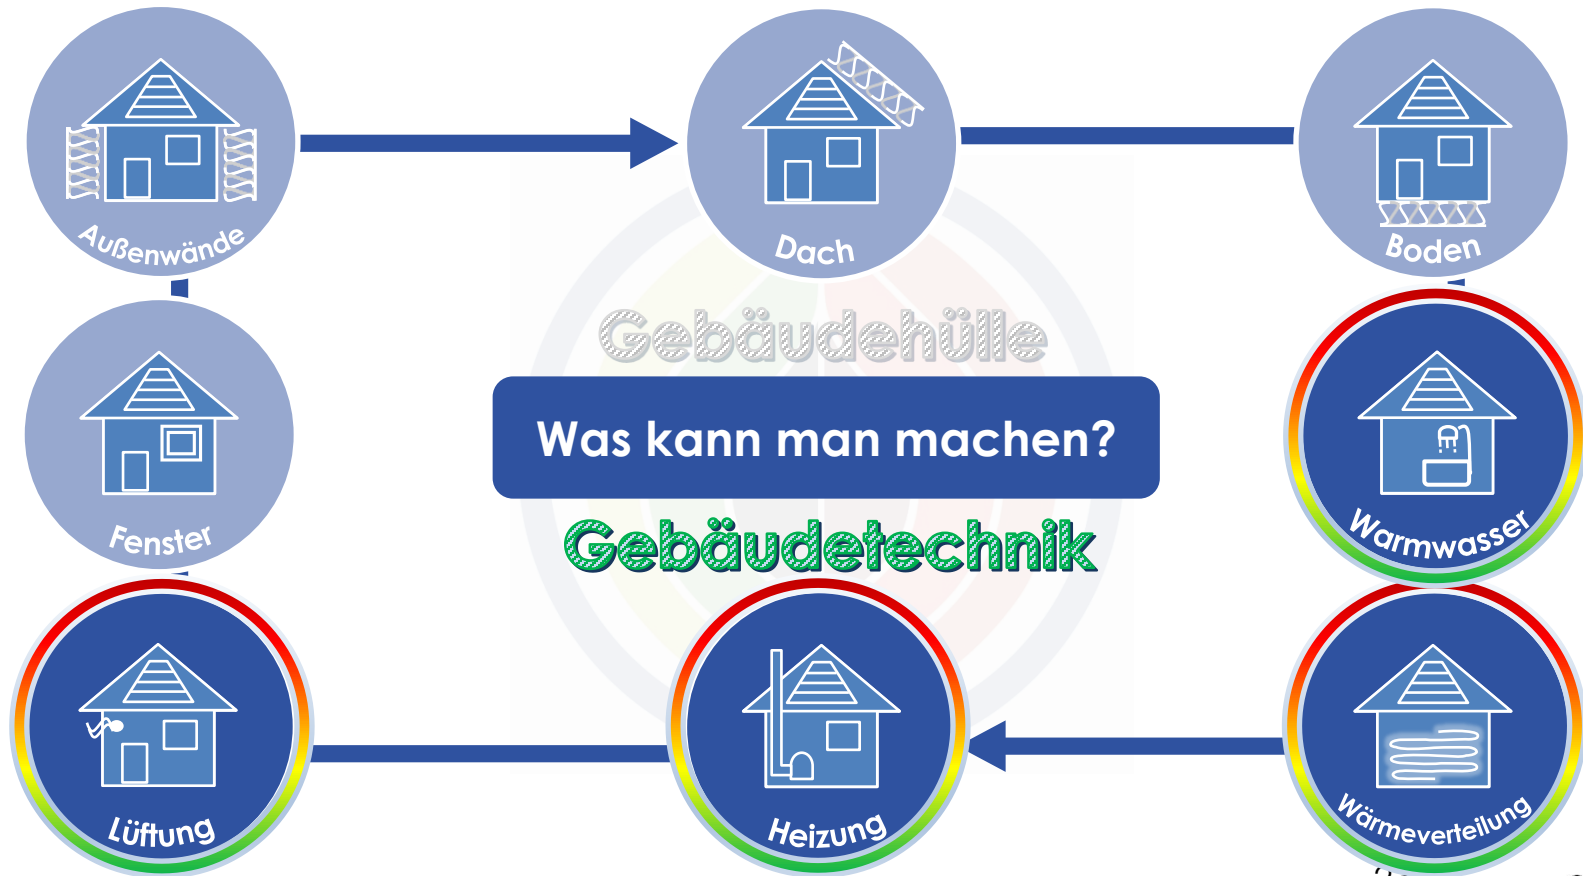 Außenwände
Dach
Boden
Gebäudehülle
Was kann man machen?
Gebäudetechnik
Fenster
Warmwasser
Lüftung
Heizung
Wärmeverteilung